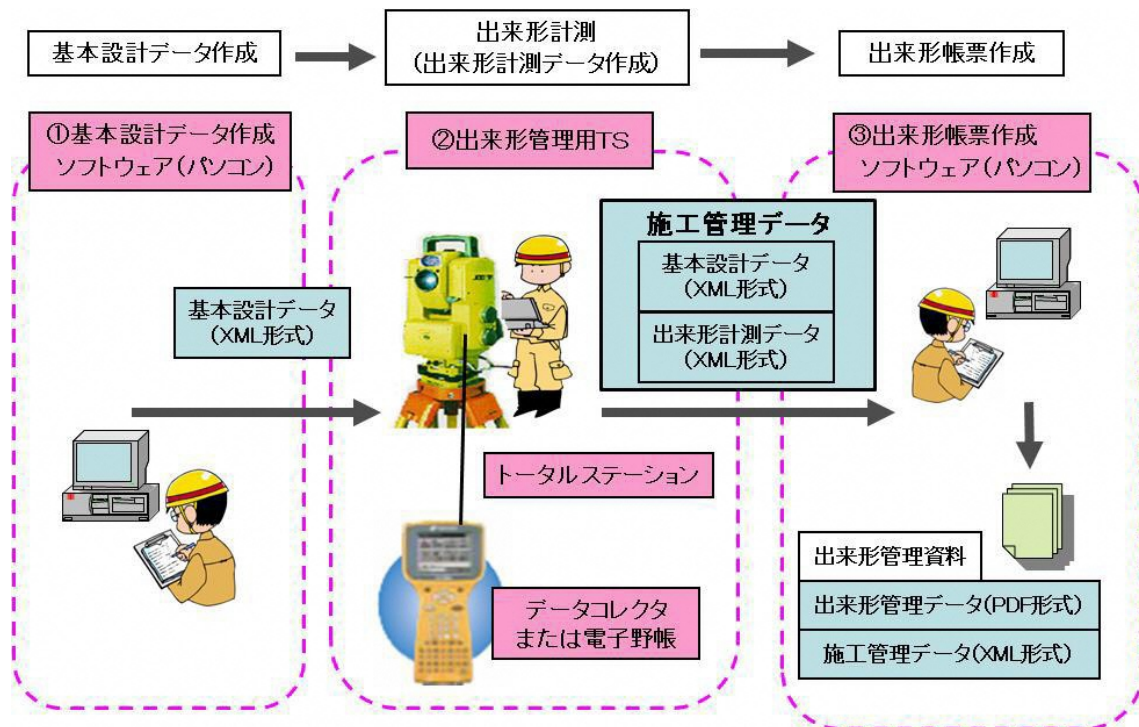 基本設計データ作成
出来形計測
(出来形計測データ作成)
出来形帳票作成
①基本設計データ作成
ソフトウェア(パソコン)
②出来形管理用TS
③出来形帳票作成
ソフトウェア(パソコン)
施工管理データ
基本設計データ
(XML形式)
出来形計測データ
(XML形式)
基本設計データ
(XML形式)
トータルステーション
データコレクタ
または電子野帳
出来形管理資料
出来形管理データ(PDF形式)
施工管理データ(XML形式)